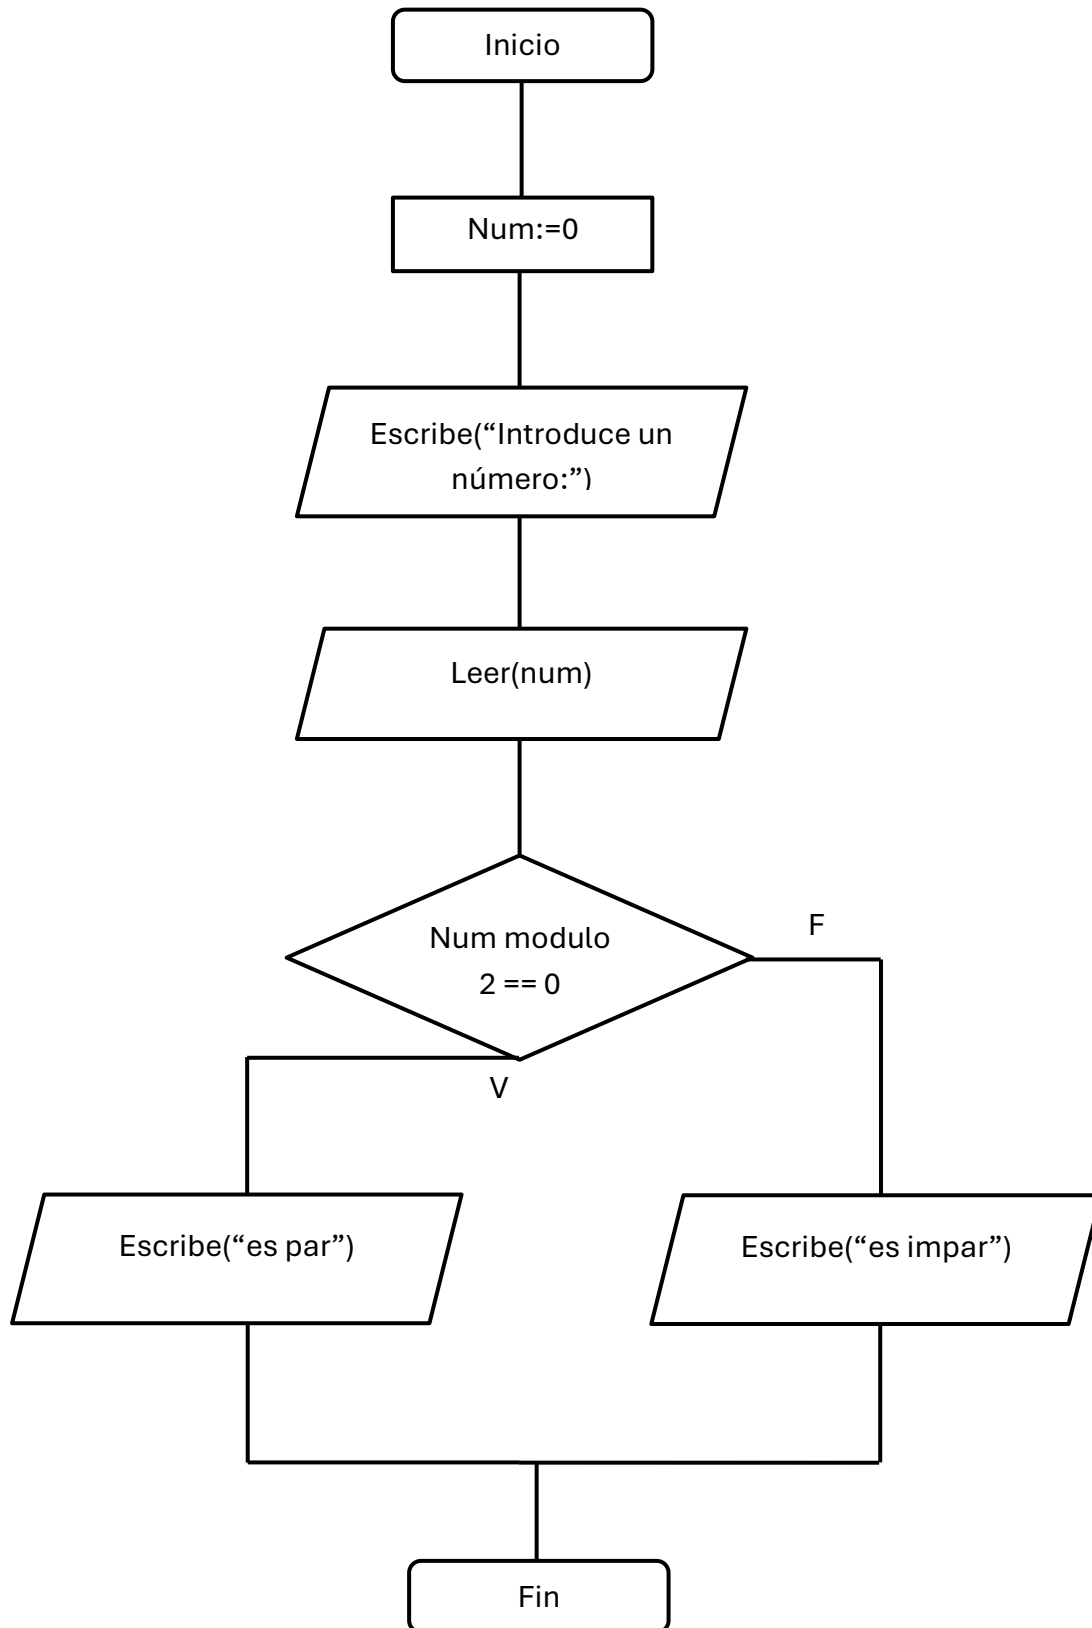 Inicio
Num:=0
Escribe(“Introduce un
número:”)
Leer(num)
Num modulo
2 == 0
F
V
Escribe(“es par”)
Escribe(“es impar”)
Fin